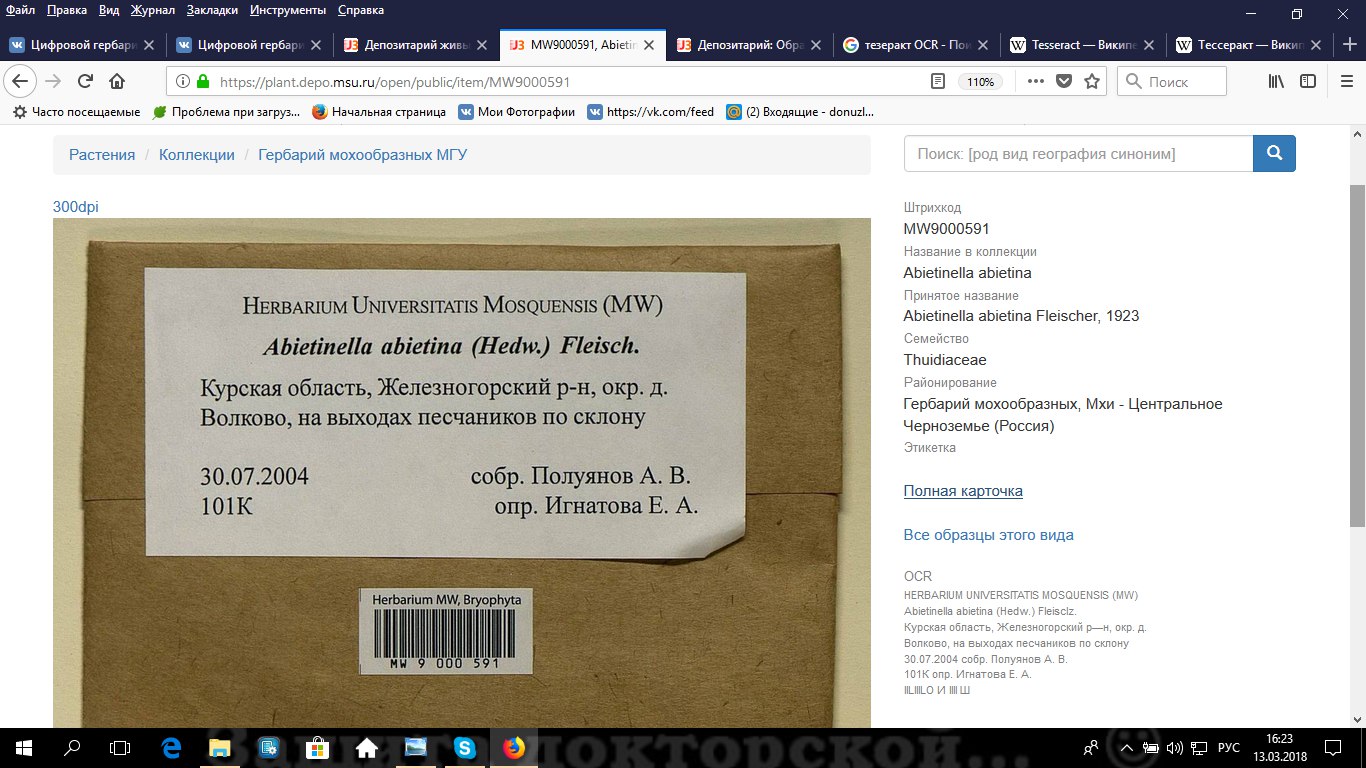 Файл Правка Вид Журнал Закладки Инструменты Справка
Цифровой гербари
Цифровой гербари
Депозитарий живы
MW9000591, Abietin
Депозитарий: Обра
тезеракт OCR - Пои
Tesseract — Википе
Тессеракт — Викип
https://plant.depo.msu.ru/open/public/item/MW9000591
110%
Поиск
Часто посещаемые
Проблема при загруз...
Начальная страница
Мои Фотографии
https://vk.com/feed
(2) Входящие - donuzl...
Растения / Коллекции / Гербарий мохообразных МГУ
Поиск: [род вид география синоним]
300dpi
HERBARIUM UNIVERSITATIS MOSQUENSIS (MW)
Abietinella abietina (Hedw.) Fleisch.
Курская область, Железногорский р-н, окр. д.
Волково, на выходах песчаников по склону
30.07.2004 собр. Полуянов А. В.
101К опр. Игнатова Е. А.
Herbarium MW, Bryophyta
MW 9 000 591
Штрихкод
MW9000591
Название в коллекции
Abietinella abietina
Принятое название
Abietinella abietina Fleischer, 1923
Семейство
Thuidiaceae
Районирование
Гербарий мохообразных, Мхи - Центральное
Черноземье (Россия)
Этикетка
Полная карточка
Все образцы этого вида
OCR
HERBARIUM UNIVERSITATIS MOSQUENSIS (MW)
Abietinella abietina (Hedw.) Fleisclz.
Курская область, Железногорский р—н, окр. д.
Волково, на выходах песчаников по склону
30.07.2004 собр. Полуянов А. В.
101К опр. Игнатова Е. А.
РУС
16:23
13.03.2018